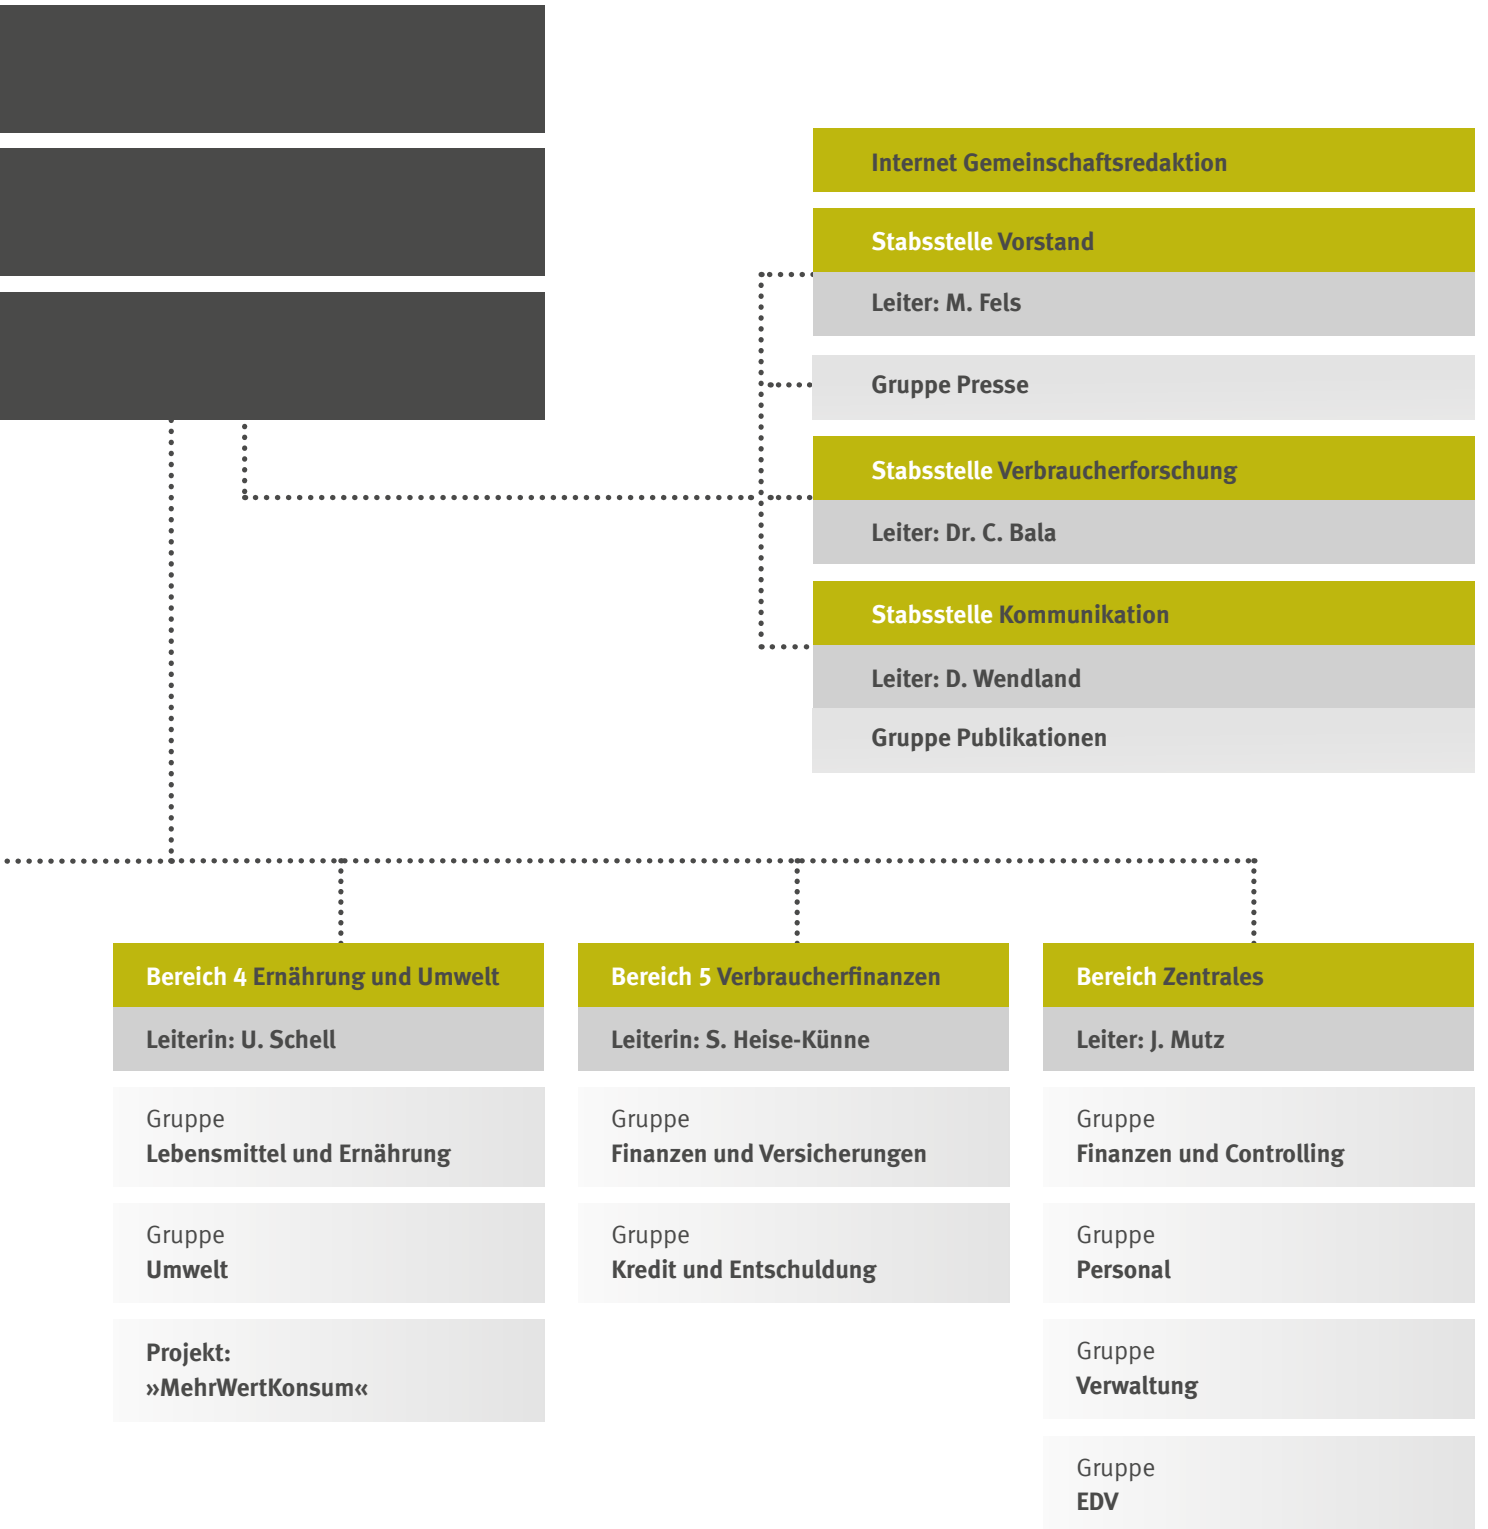 Internet Gemeinschaftsredaktion
Stabsstelle Vorstand
Leiter: M. Fels
Gruppe Presse
Stabsstelle Verbraucherforschung
Leiter: Dr. C. Bala
Stabsstelle Kommunikation
Leiter: D. Wendland
Gruppe Publikationen
Bereich 4 Ernährung und Umwelt
Leiterin: U. Schell
Gruppe
Lebensmittel und Ernährung
Gruppe
Umwelt
Projekt:
»MehrWertKonsum«
Bereich 5 Verbraucherfinanzen
Leiterin: S. Heise-Künne
Gruppe
Finanzen und Versicherungen
Gruppe
Kredit und Entschuldung
Bereich Zentrales
Leiter: J. Mutz
Gruppe
Finanzen und Controlling
Gruppe
Personal
Gruppe
Verwaltung
Gruppe
EDV